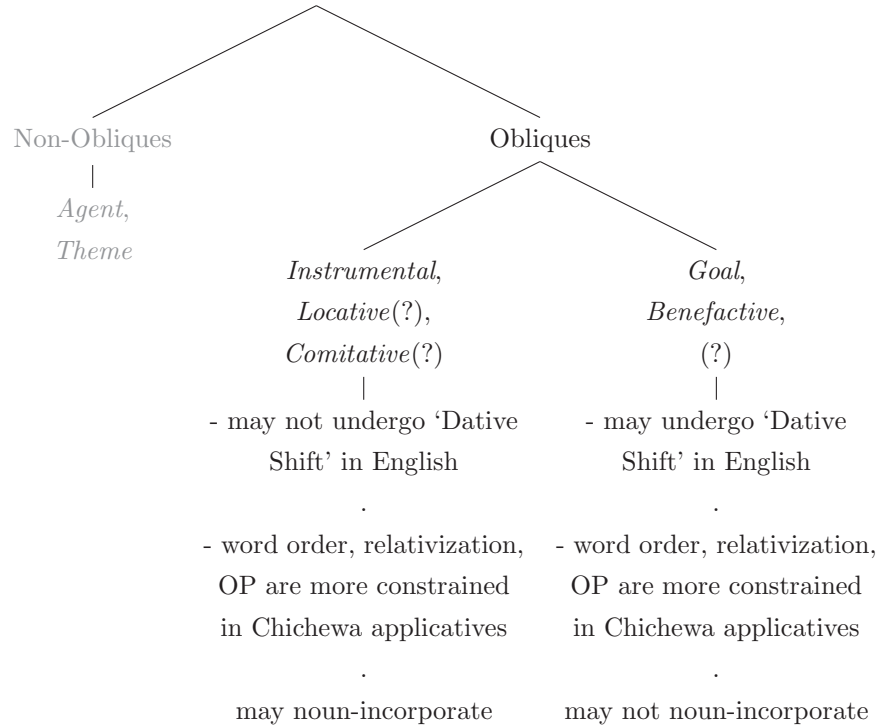 Non-Obliques
Agent,
Theme
Obliques
Instrumental,
Locative(?),
Comitative(?)
- may not undergo ‘Dative
Shift’ in English
.
- word order, relativization,
OP are more constrained
in Chichewa applicatives
.
may noun-incorporate
Goal,
Benefactive,
(?)
- may undergo ‘Dative
Shift’ in English
.
- word order, relativization,
OP are more constrained
in Chichewa applicatives
.
may not noun-incorporate